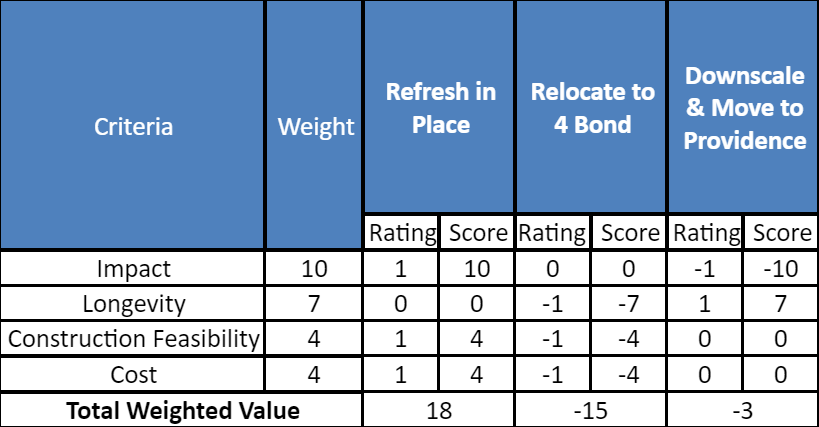 Criteria Weight Refresh in Place Relocate to 4 Bond Downscale & Move to Providence
Rating Score Rating Score Rating Score
Impact 10 1 10 0 0 -1 -10
Longevity 7 0 0 -1 -7 1 7
Construction Feasibility 4 1 4 -1 -4 0 0
Cost 4 1 4 -1 -4 0 0
Total Weighted Value 18 -15 -3